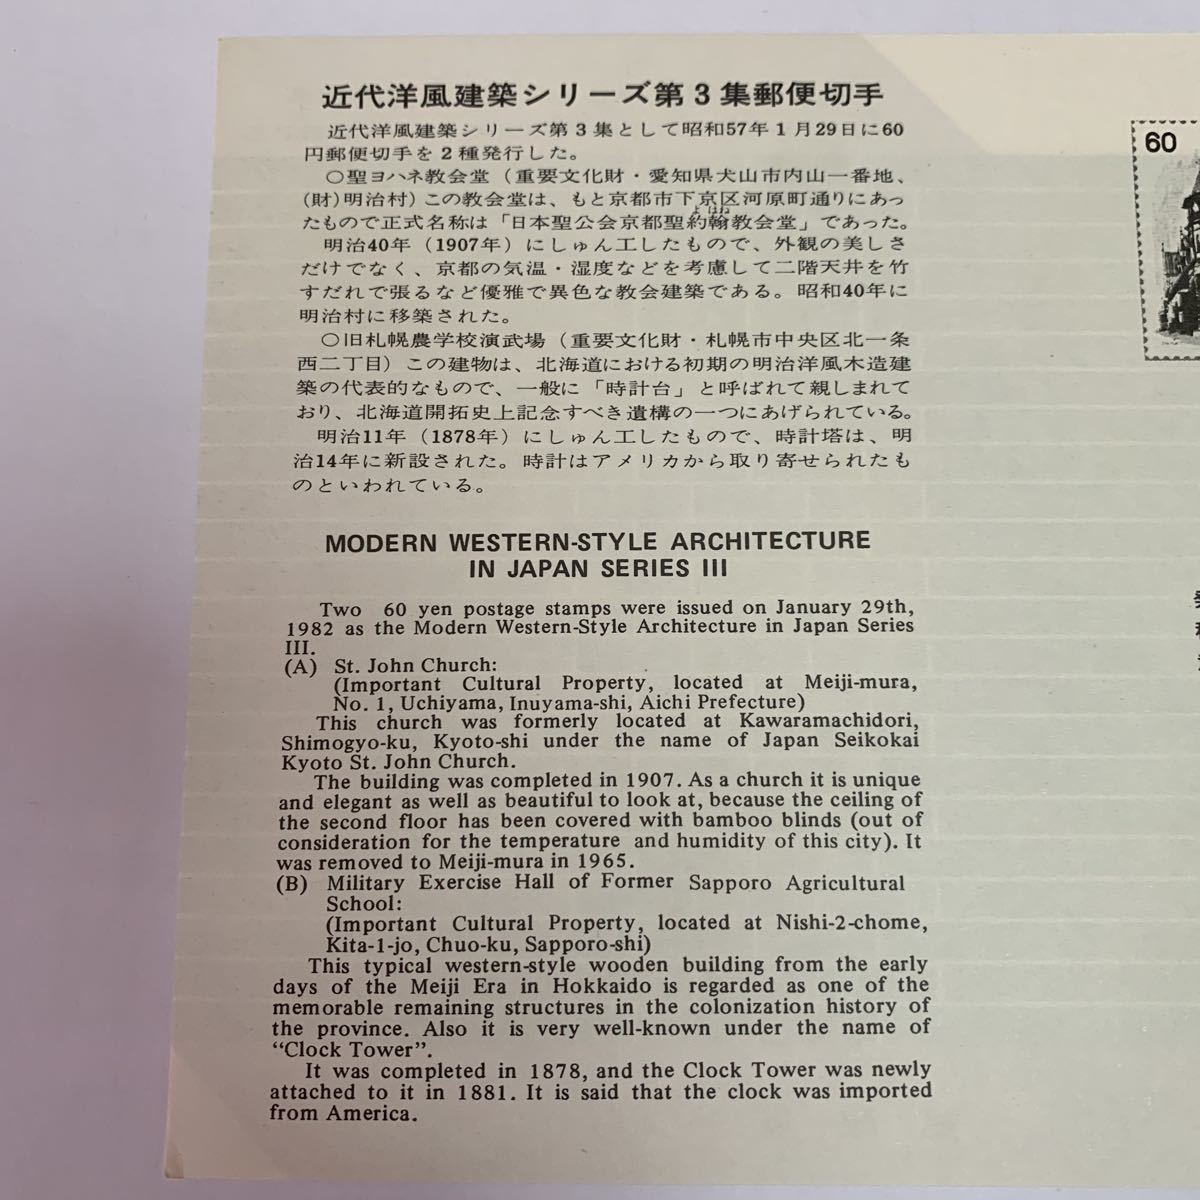 近代洋風建築シリーズ第3集郵便切手
近代洋風建築シリーズ第3集として昭和57年1月29日に60
円郵便切手を2種発行した。
○聖ヨハネ教会堂(重要文化財・愛知県犬山市内山一番地、
(財)明治村)この教会堂は、もと京都市下京区河原町通りにあっ
たもので正式名称は「日本聖公会京都聖約翰教会堂」であった。
よはね
明治40年(1907年)にしゅん工したもので、外観の美しさ
だけでなく、京都の気温・湿度などを考慮して二階天井を竹
すだれで張るなど優雅で異色な教会建築である。昭和40年に
明治村に移築された。
○旧札幌農学校演武場(重要文化財・札幌市中央区北一条
西二丁目)この建物は、北海道における初期の明治洋風木造建
築の代表的なもので、一般に「時計台」と呼ばれて親しまれて
おり、北海道開拓史上記念すべき遺構の一つにあげられている。
明治11年(1878年)にしゅん工したもので、時計塔は、明
治14年に新設された。時計はアメリカから取り寄せられたも
のといわれている。
MODERN WESTERN-STYLE ARCHITECTURE
IN JAPAN SERIES III
Two 60 yen postage stamps were issued on January 29th,
1982 as the Modern Western-Style Architecture in Japan Series
III.
(A) St. John Church:
(Important Cultural Property, located at Meiji-mura,
No. 1, Uchiyama, Inuyama-shi, Aichi Prefecture)
This church was formerly located at Kawaramachidori,
Shimogyo-ku, Kyoto-shi under the name of Japan Seikokai
Kyoto St. John Church.
The building was completed in 1907. As a church it is unique
and elegant as well as beautiful to look at, because the ceiling of
the second floor has been covered with bamboo blinds (out of
consideration for the temperature and humidity of this city). It
was removed to Meiji-mura in 1965.
(B) Military Exercise Hall of Former Sapporo Agricultural
School:
(Important Cultural Property, located at Nishi-2-chome,
Kita-1-jo, Chuo-ku, Sapporo-shi)
This typical western-style wooden building from the early
days of the Meiji Era in Hokkaido is regarded as one of the
memorable remaining structures in the colonization history of
the province. Also it is very well-known under the name of
“Clock Tower”.
It was completed in 1878, and the Clock Tower was newly
attached to it in 1881. It is said that the clock was imported
from America.
60